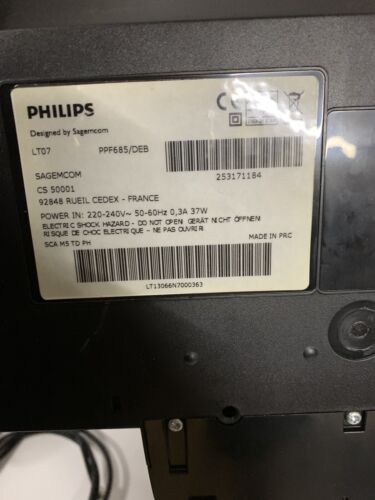 PHILIPS
Designed by Sagemcom
LT07 PPF685/DEB
SAGEMCOM 253171184
CS 50001
92848 RUEIL CEDEX - FRANCE
POWER IN: 220-240V~ 50-60Hz 0,3A 37W
ELECTRIC SHOCK HAZARD - DO NOT OPEN GERÄT NICHT ÖFFNEN!
RISQUE DE CHOC ELECTRIQUE - NE PAS OUVRIR
SCA MS TD PH MADE IN PRC
LT13066N7000363